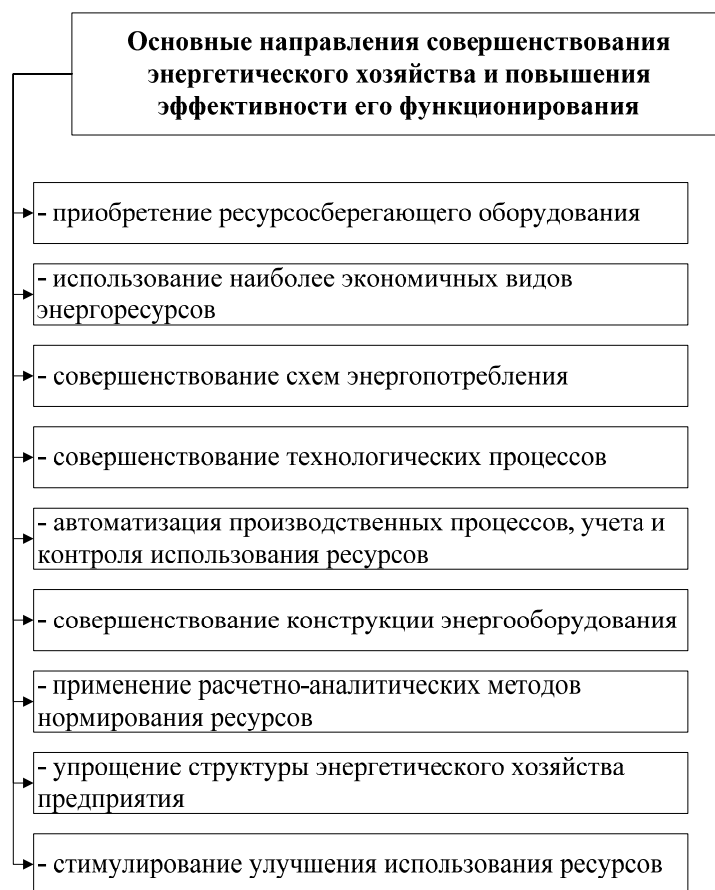 Основные направления совершенствования
энергетического хозяйства и повышения
эффективности его функционирования
- приобретение ресурсосберегающего оборудования
- использование наиболее экономичных видов
энергоресурсов
- совершенствование схем энергопотребления
- совершенствование технологических процессов
- автоматизация производственных процессов, учета и
контроля использования ресурсов
- совершенствование конструкции энергооборудования
- применение расчетно-аналитических методов
нормирования ресурсов
- упрощение структуры энергетического хозяйства
предприятия
- стимулирование улучшения использования ресурсов